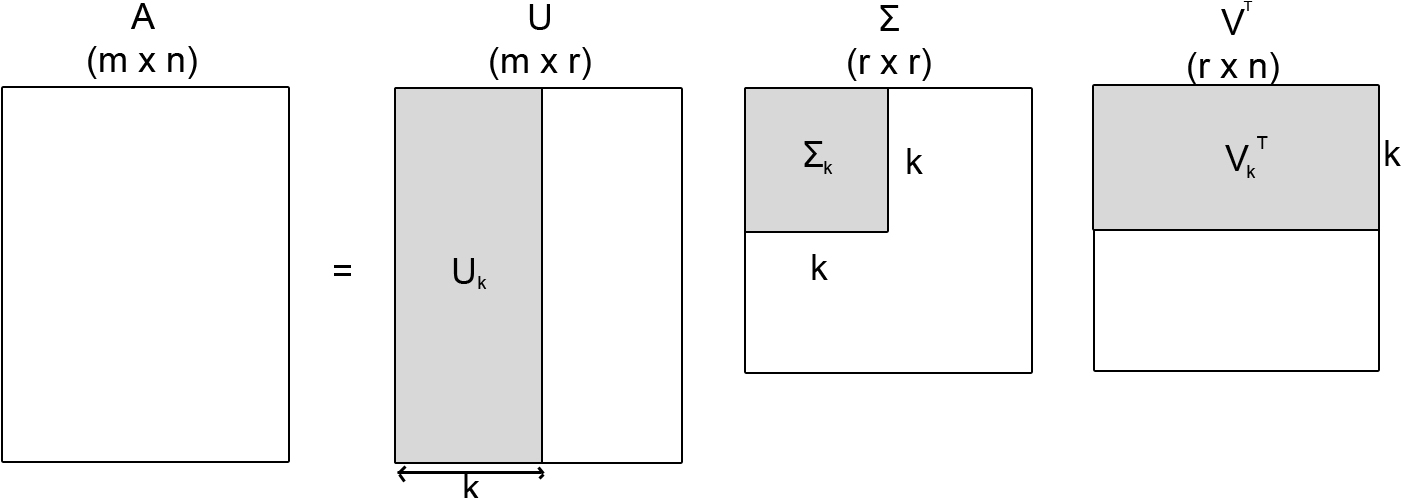 A
(m x n)
U
(m x r)
Σ
(r x r)
V^T
(r x n)
=
U_k
k
Σ_k
k
k
V_k^T
k